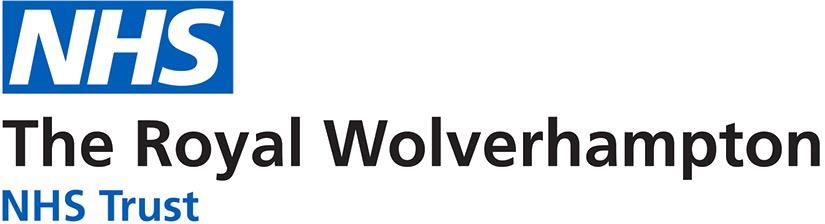 NHS
The Royal Wolverhampton
NHS Trust